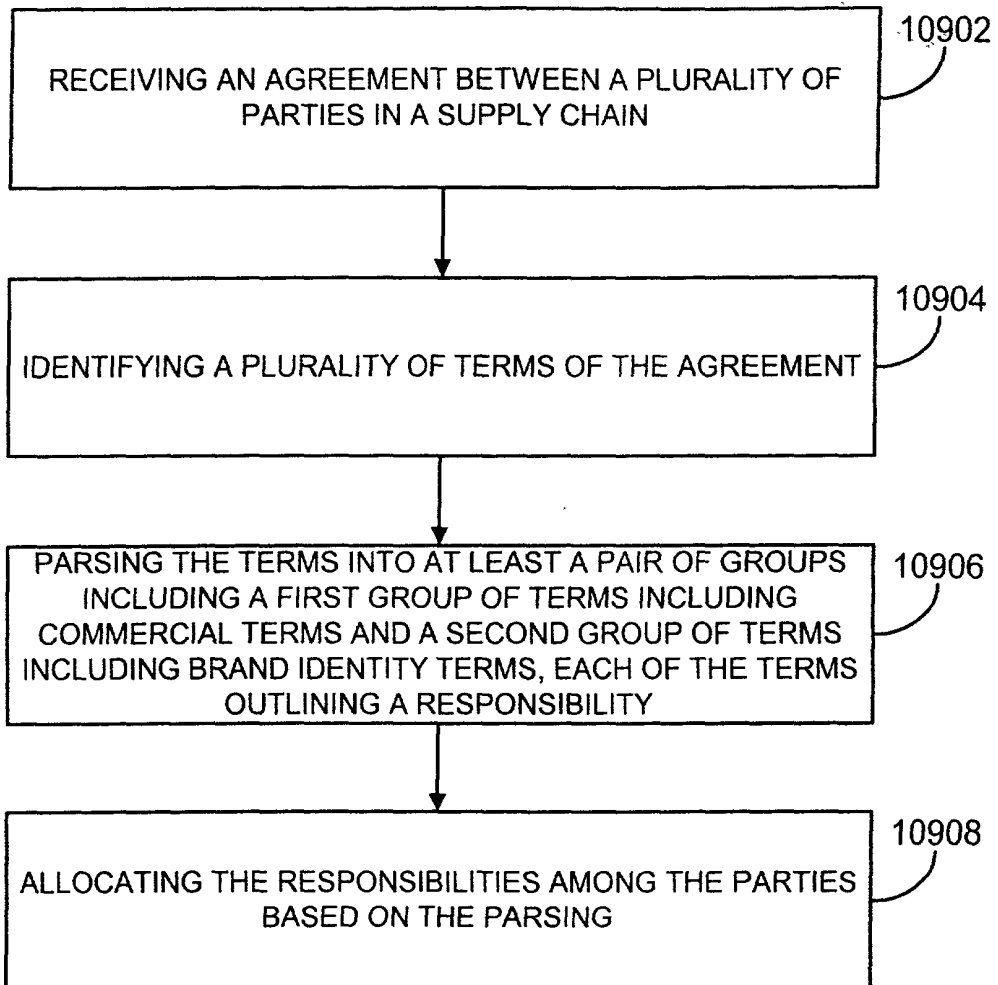 10902
RECEIVING AN AGREEMENT BETWEEN A PLURALITY OF
PARTIES IN A SUPPLY CHAIN
10904
IDENTIFYING A PLURALITY OF TERMS OF THE AGREEMENT
10906
PARSING THE TERMS INTO AT LEAST A PAIR OF GROUPS
INCLUDING A FIRST GROUP OF TERMS INCLUDING
COMMERCIAL TERMS AND A SECOND GROUP OF TERMS
INCLUDING BRAND IDENTITY TERMS, EACH OF THE TERMS
OUTLINING A RESPONSIBILITY
10908
ALLOCATING THE RESPONSIBILITIES AMONG THE PARTIES
BASED ON THE PARSING